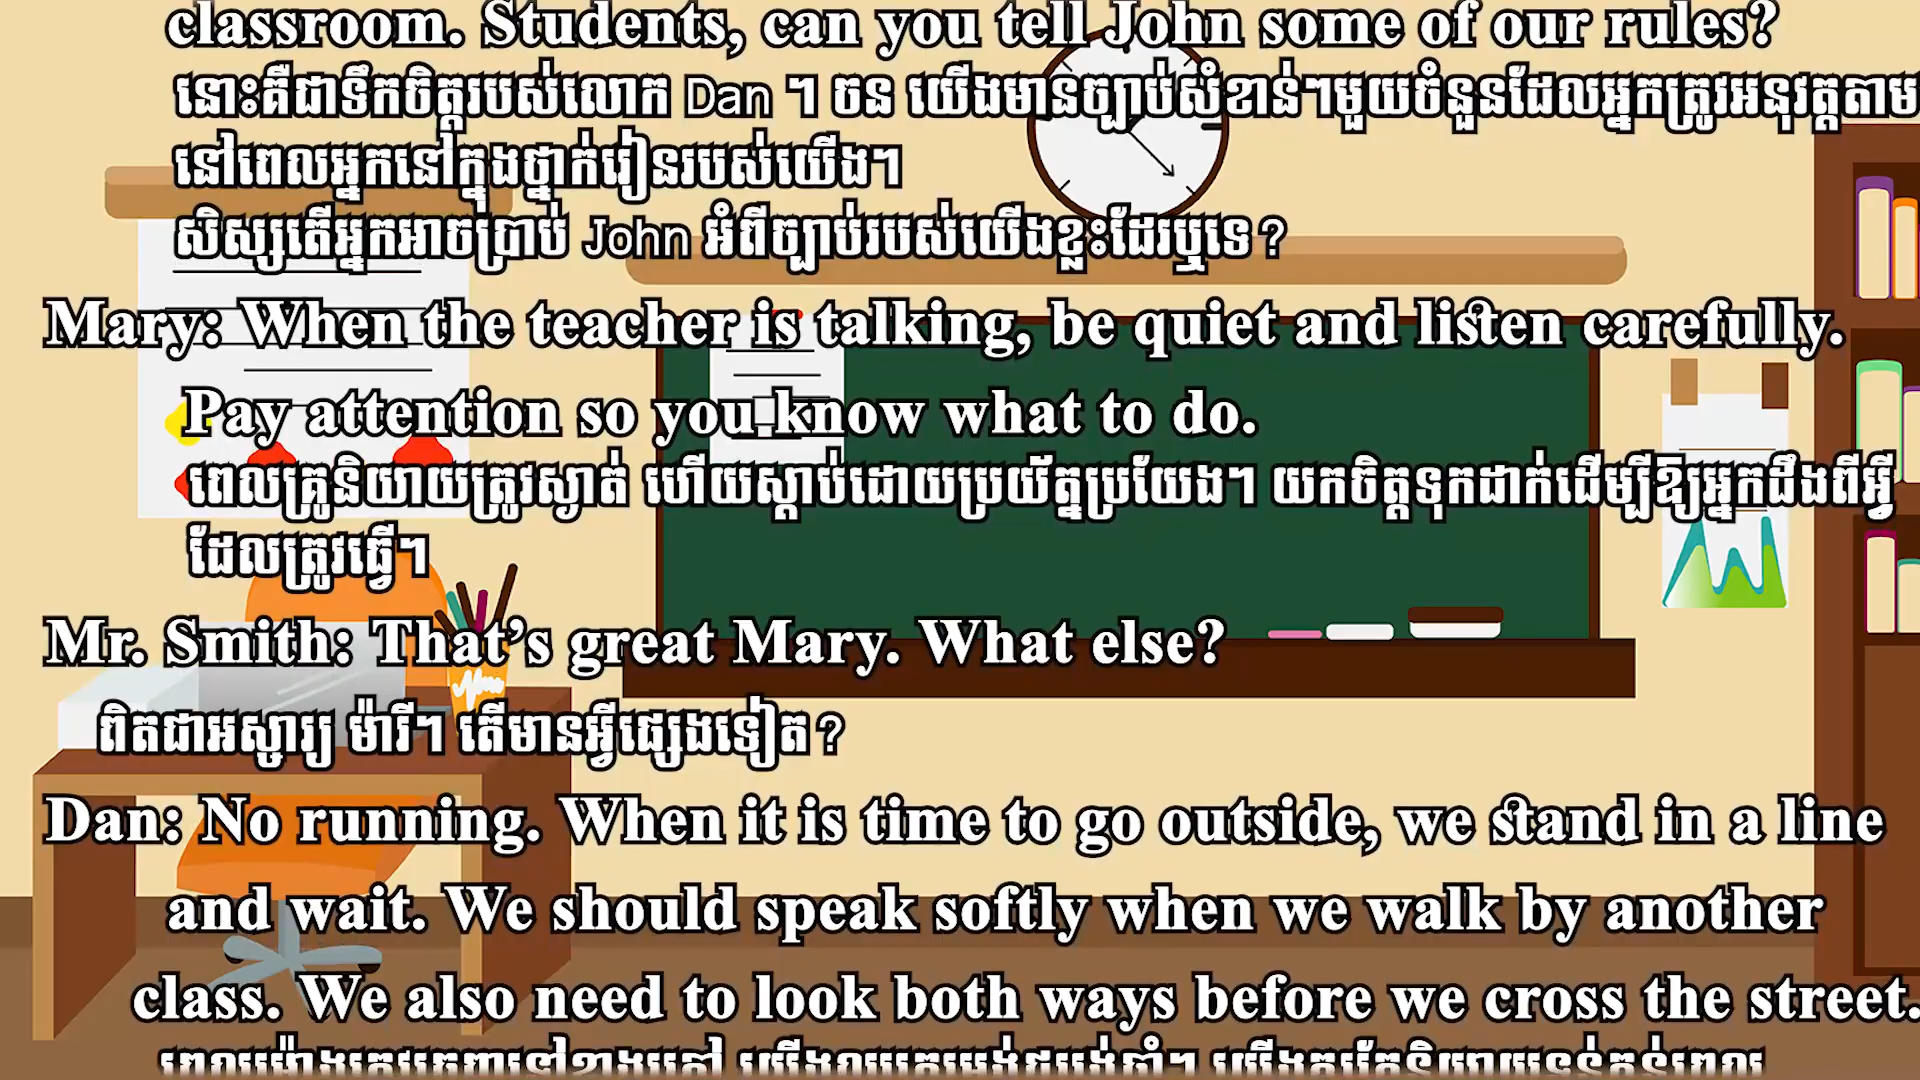 classroom. Students, can you tell John some of our rules?
នោះគឺជាទឹកចិត្តរបស់លោក Dan ។ ចន យើងមានច្បាប់សំខាន់ៗមួយចំនួនដែលអ្នកត្រូវអនុវត្តតាម
នៅពេលអ្នកនៅក្នុងថ្នាក់រៀនរបស់យើង។
សិស្សតើអ្នកអាចប្រាប់ John អំពីច្បាប់របស់យើងខ្លះដែរឬទេ?
Mary: When the teacher is talking, be quiet and listen carefully.
Pay attention so you know what to do.
ពេលគ្រូនិយាយត្រូវស្ងាត់ ហើយស្តាប់ដោយប្រយ័ត្នប្រយែង។ យកចិត្តទុកដាក់ដើម្បីឱ្យអ្នកដឹងពីអ្វី
ដែលត្រូវធ្វើ។
Mr. Smith: That’s great Mary. What else?
ពិតជាអស្ចារ្យ ម៉ារី។ តើមានអ្វីផ្សេងទៀត?
Dan: No running. When it is time to go outside, we stand in a line
and wait. We should speak softly when we walk by another
class. We also need to look both ways before we cross the street.